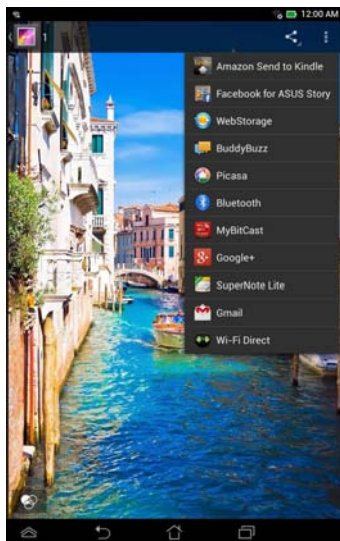 12:00 AM
1
Amazon Send to Kindle
Facebook for ASUS Story
WebStorage
BuddyBuzz
Picasa
Bluetooth
MyBitCast
Google+
SuperNote Lite
Gmail
Wi-Fi Direct